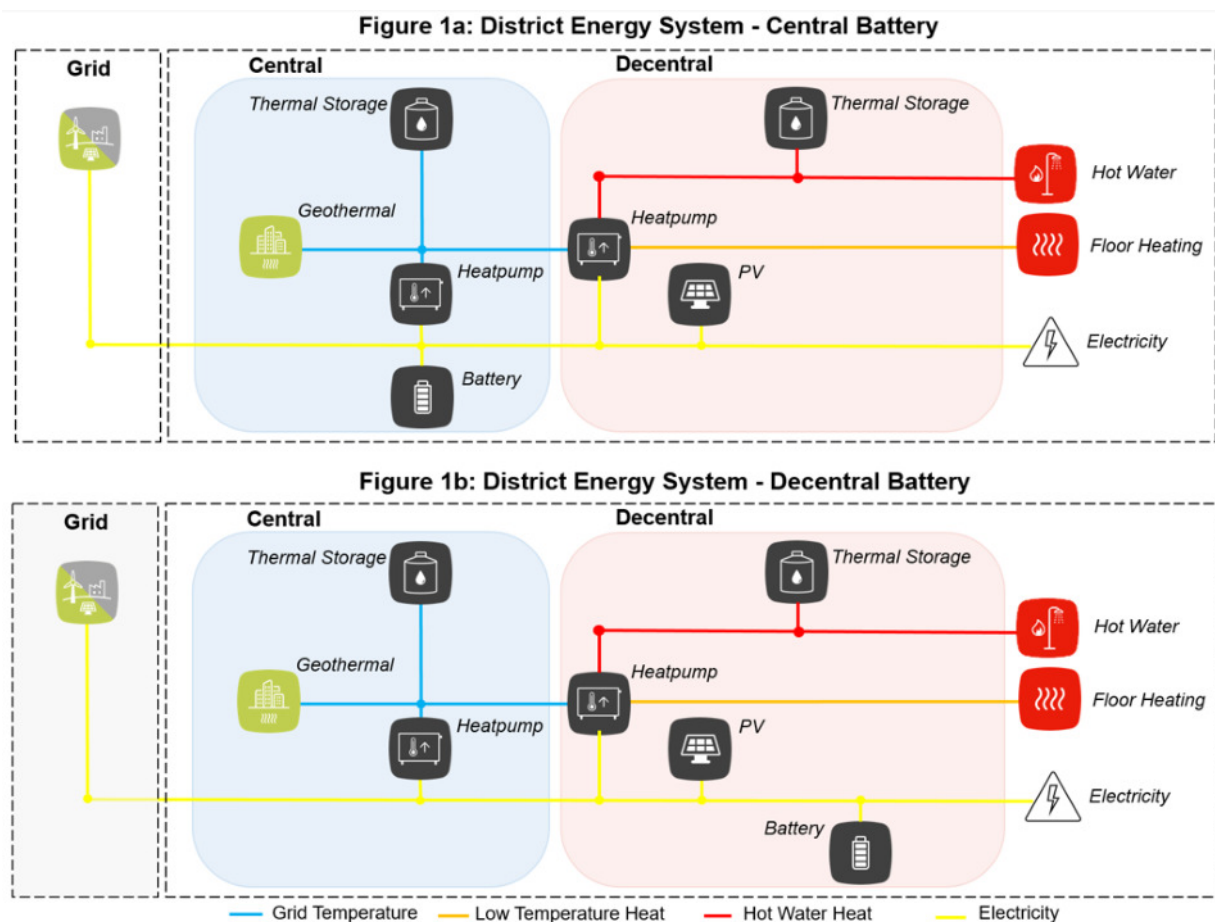 Figure 1a: District Energy System - Central Battery
Grid
Central
Decentral
Thermal Storage
Thermal Storage
Hot Water
Geothermal
Heatpump
Floor Heating
Heatpump
PV
Electricity
Battery
Figure 1b: District Energy System - Decentral Battery
Grid
Central
Decentral
Thermal Storage
Thermal Storage
Hot Water
Geothermal
Heatpump
Floor Heating
Heatpump
PV
Electricity
Battery
Grid Temperature
Low Temperature Heat
Hot Water Heat
Electricity